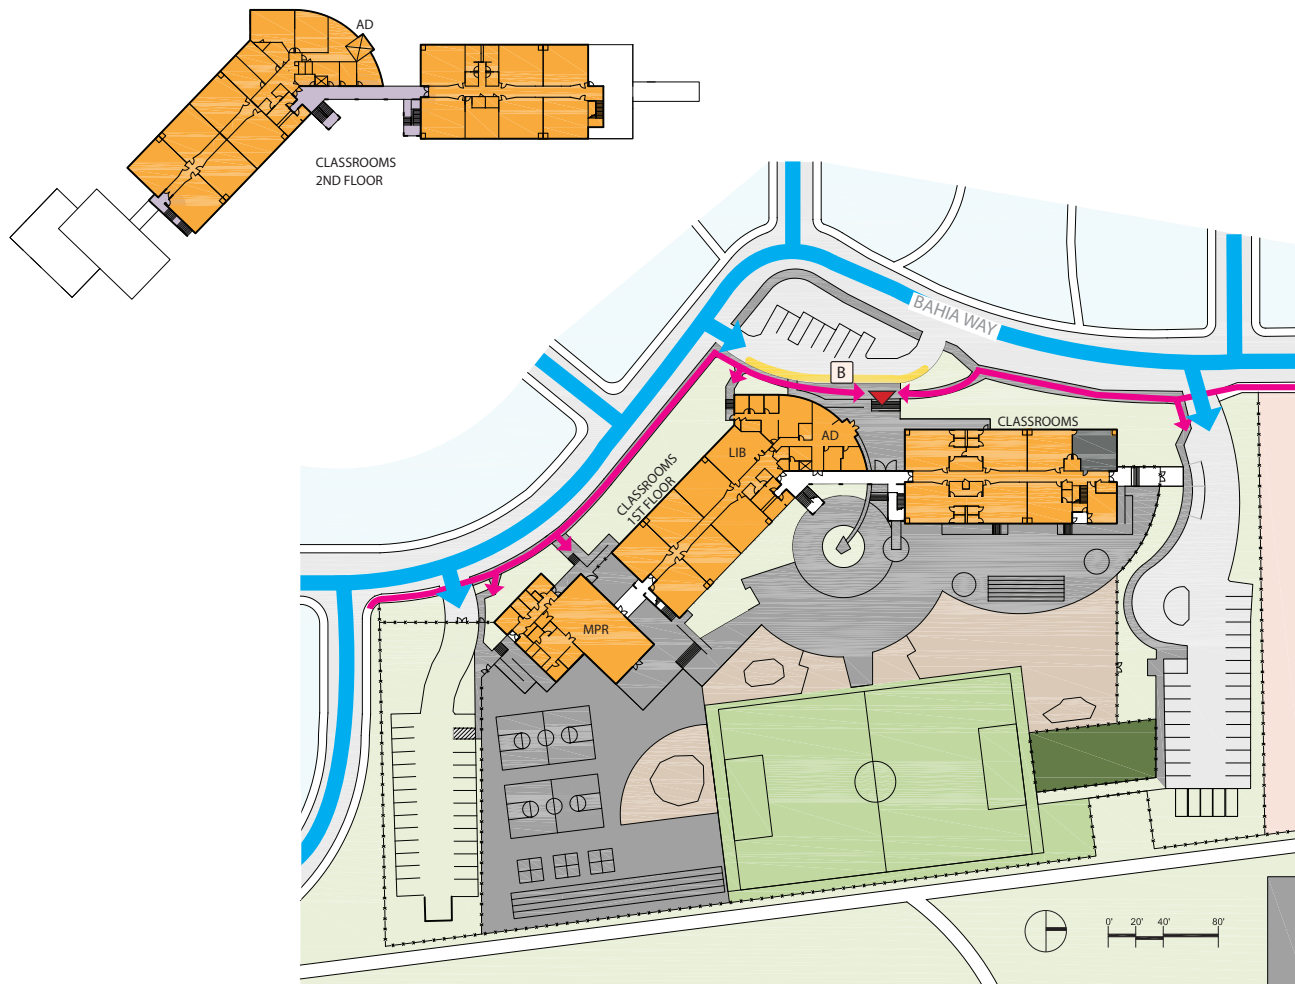 AD
CLASSROOMS
2ND FLOOR
BAHIA WAY
B
CLASSROOMS
AD
LIB
CLASSROOMS
1ST FLOOR
MPR
0' 20' 40' 80'